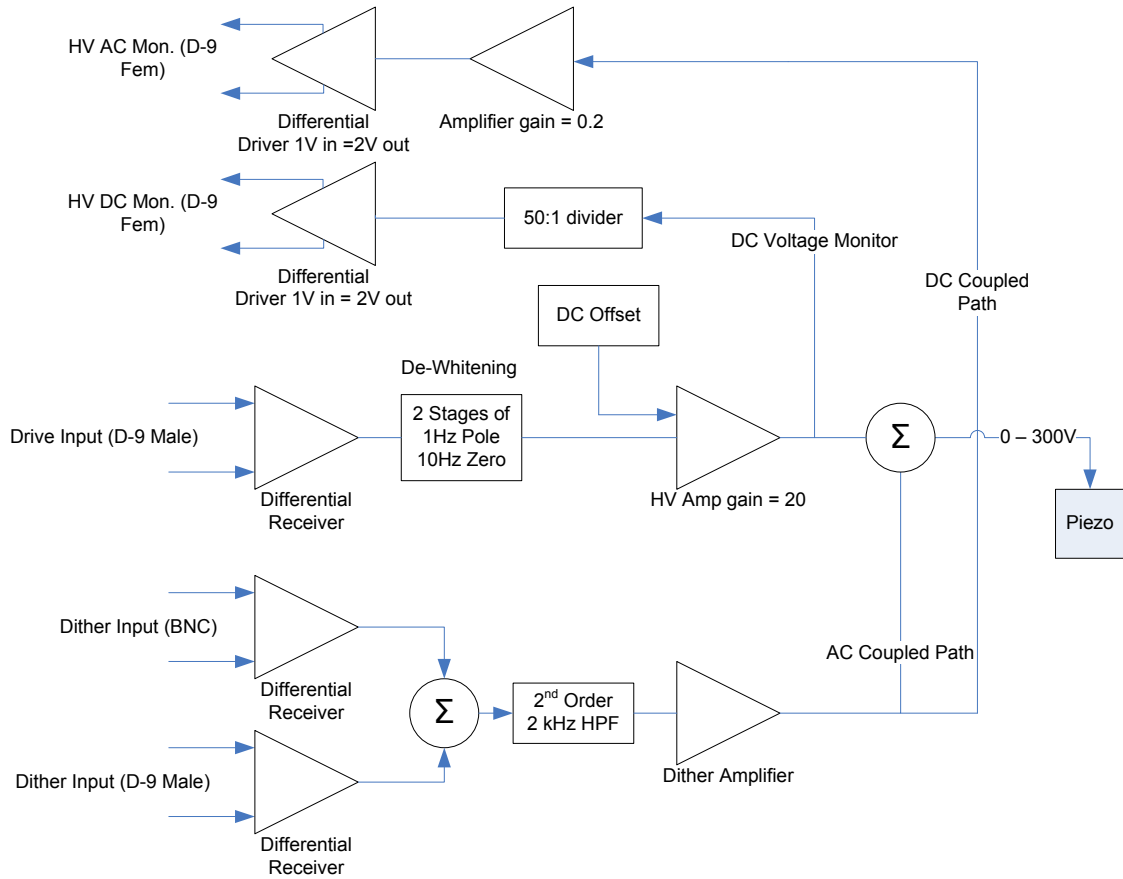 HV AC Mon. (D-9
Fem)
Differential
Driver 1V in =2V out
Amplifier gain = 0.2
HV DC Mon. (D-9
Fem)
50:1 divider
DC Voltage Monitor
Differential
Driver 1V in = 2V out
DC Coupled
Path
DC Offset
De-Whitening
2 Stages of
1Hz Pole
10Hz Zero
Drive Input (D-9 Male)
Σ
0 – 300V
Differential
Receiver
HV Amp gain = 20
Piezo
Dither Input (BNC)
AC Coupled Path
Differential
Receiver
Σ
2nd Order
2 kHz HPF
Dither Input (D-9 Male)
Dither Amplifier
Differential
Receiver